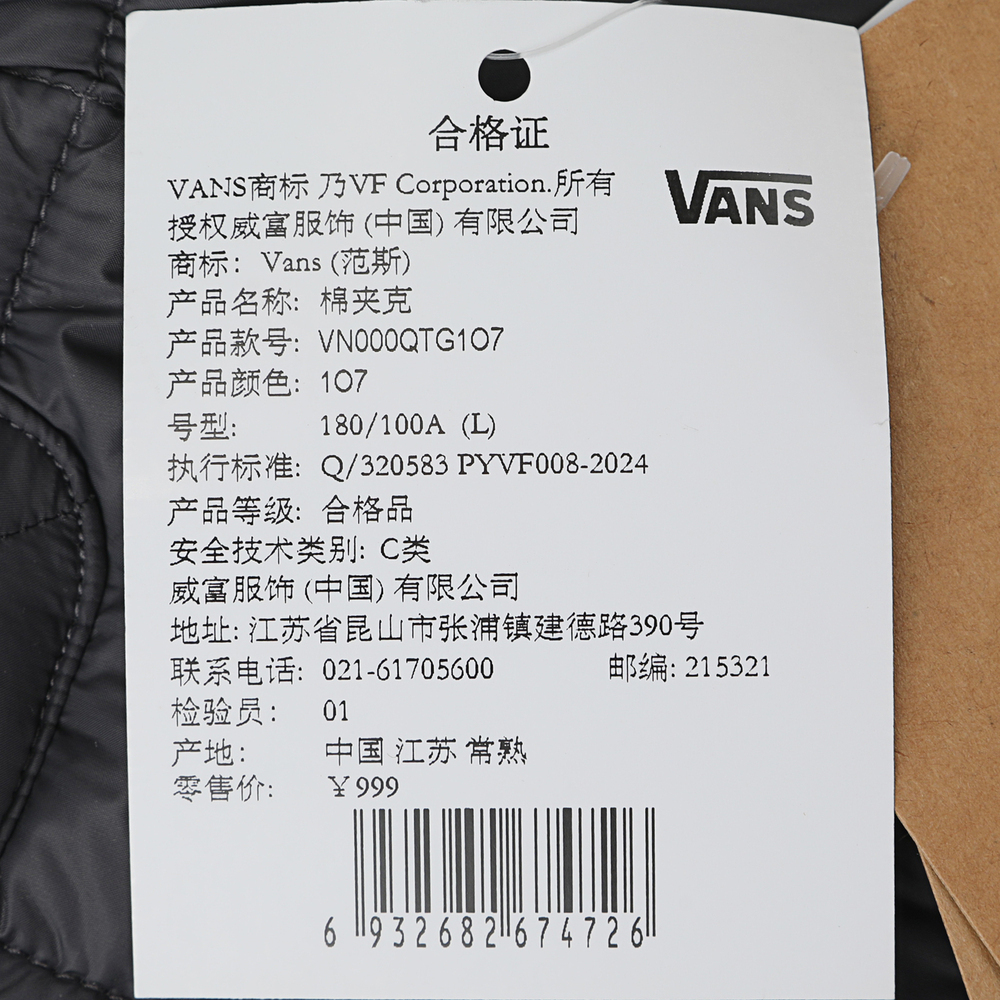 合格证
VANS商标 乃VF Corporation.所有
VANS
授权威富服饰 (中国) 有限公司
商标: Vans (范斯)
产品名称: 棉夹克
产品款号: VN000QTG1O7
产品颜色: 1O7
号型: 180/100A (L)
执行标准: Q/320583 PYVF008-2024
产品等级: 合格品
安全技术类别: C类
威富服饰 (中国) 有限公司
地址: 江苏省昆山市张浦镇建德路390号
联系电话: 021-61705600 邮编: 215321
检验员: 01
产地: 中国 江苏 常熟
零售价: ¥999
6 932682 674726